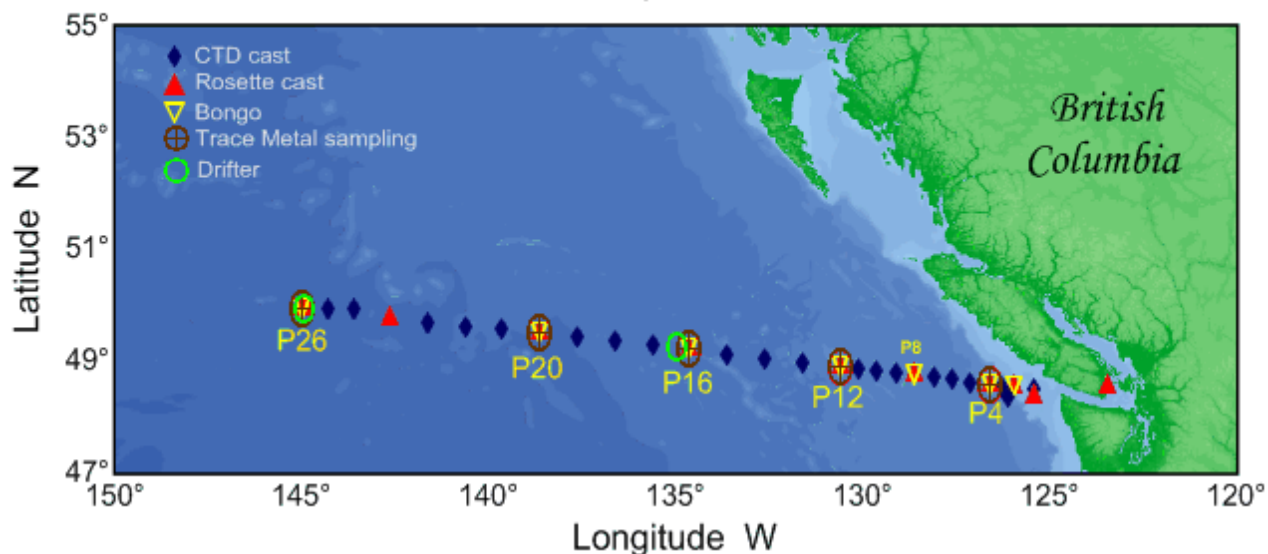 55°
53°
51°
49°
47°
Latitude N
CTD cast
Rosette cast
Bongo
Trace Metal sampling
Drifter
British
Columbia
P26
P20
P16
P12
P8
P4
150°
145°
140°
135°
130°
125°
120°
Longitude W